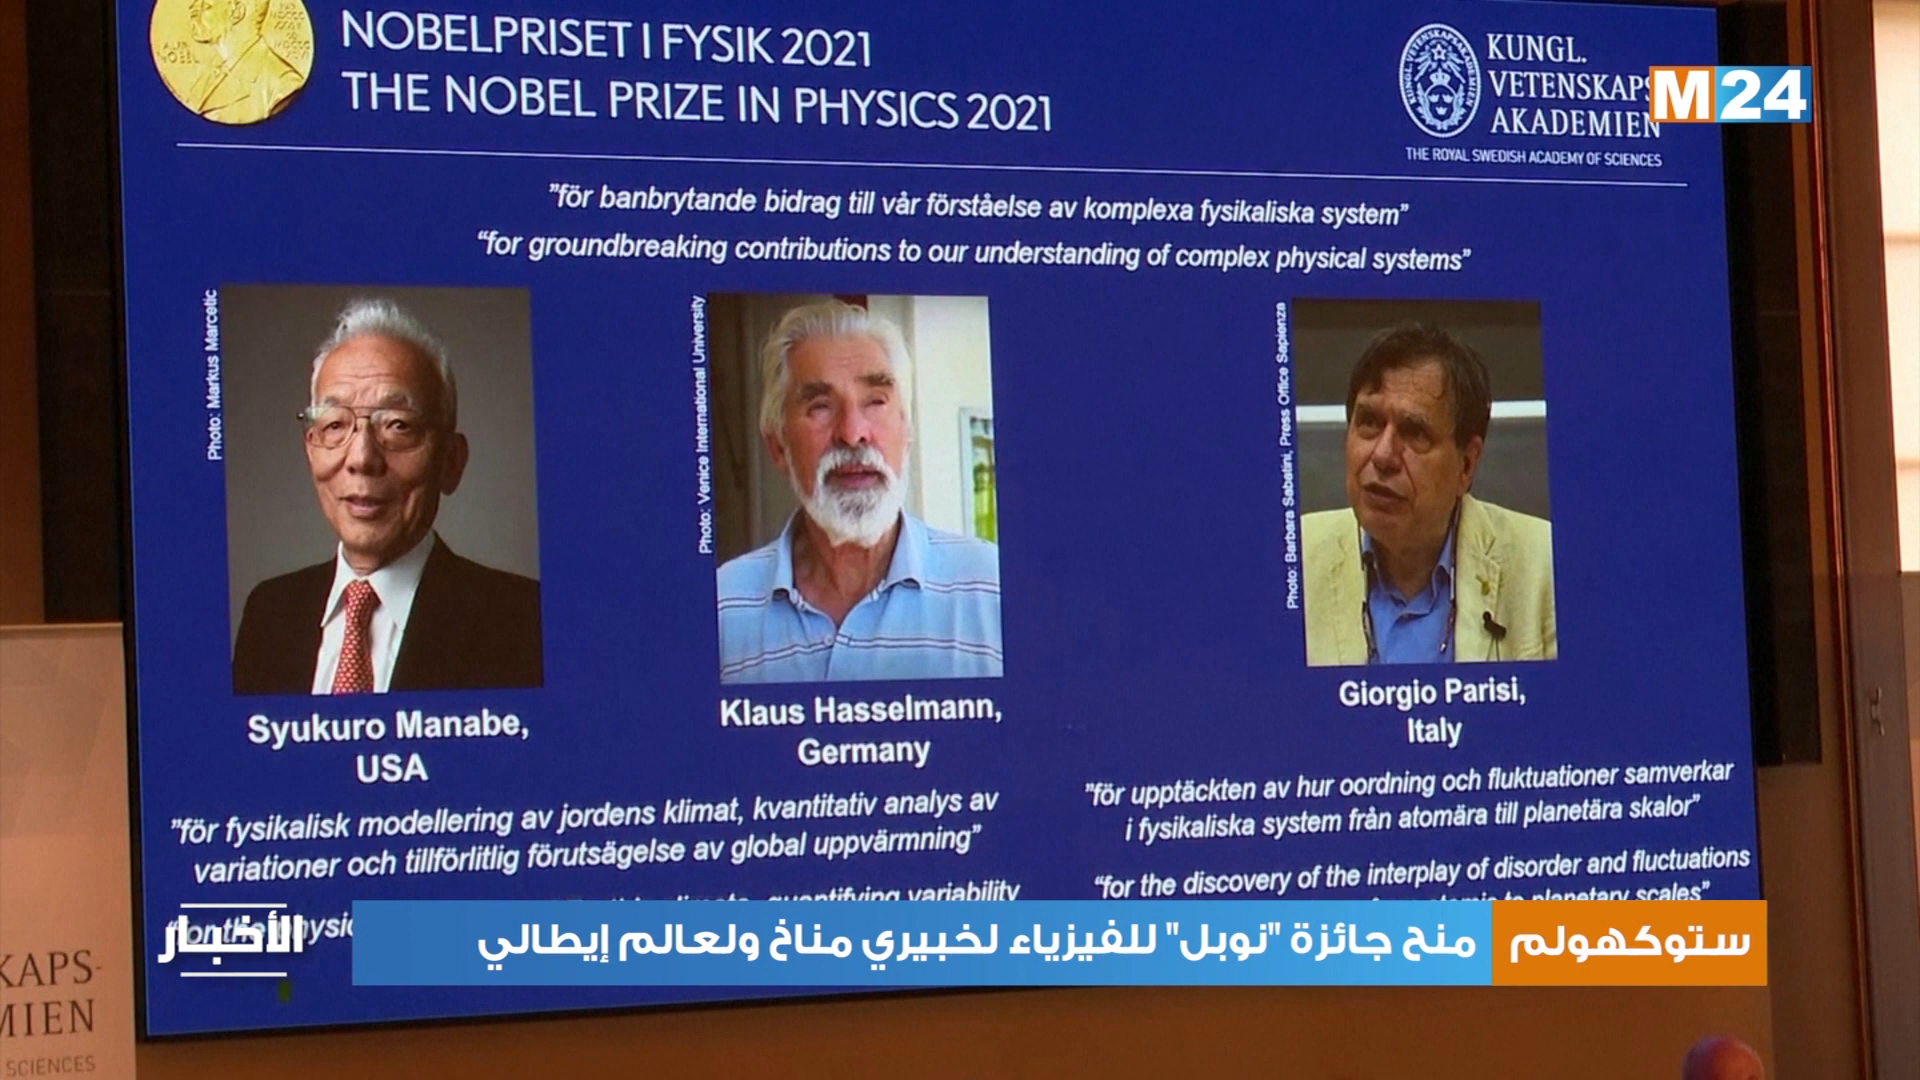 NOBELPRISET I FYSIK 2021
THE NOBEL PRIZE IN PHYSICS 2021
KUNGL.
VETENSKAPS
AKADEMIEN
THE ROYAL SWEDISH ACADEMY OF SCIENCES
M24
”för banbrytande bidrag till vår förståelse av komplexa fysikaliska system”
“for groundbreaking contributions to our understanding of complex physical systems”
Photo: Markus Marcetic
Photo: Venice International University
Photo: Barbara Sabatini, Press Office Sapienza
Syukuro Manabe,
USA
Klaus Hasselmann,
Germany
Giorgio Parisi,
Italy
”för fysikalisk modellering av jordens klimat, kvantitativ analys av
variationer och tillförlitlig förutsägelse av global uppvärmning”
quantifying variability
”för upptäckten av hur oordning och fluktuationer samverkar
i fysikaliska system från atomära till planetära skalor”
“for the discovery of the interplay of disorder and fluctuations
to planetary scales”
الأخبار
ستوكهولم
منح جائزة "نوبل" للفيزياء لخبيري مناخ ولعالم إيطالي
KAPS-
MIEN
SCIENCES